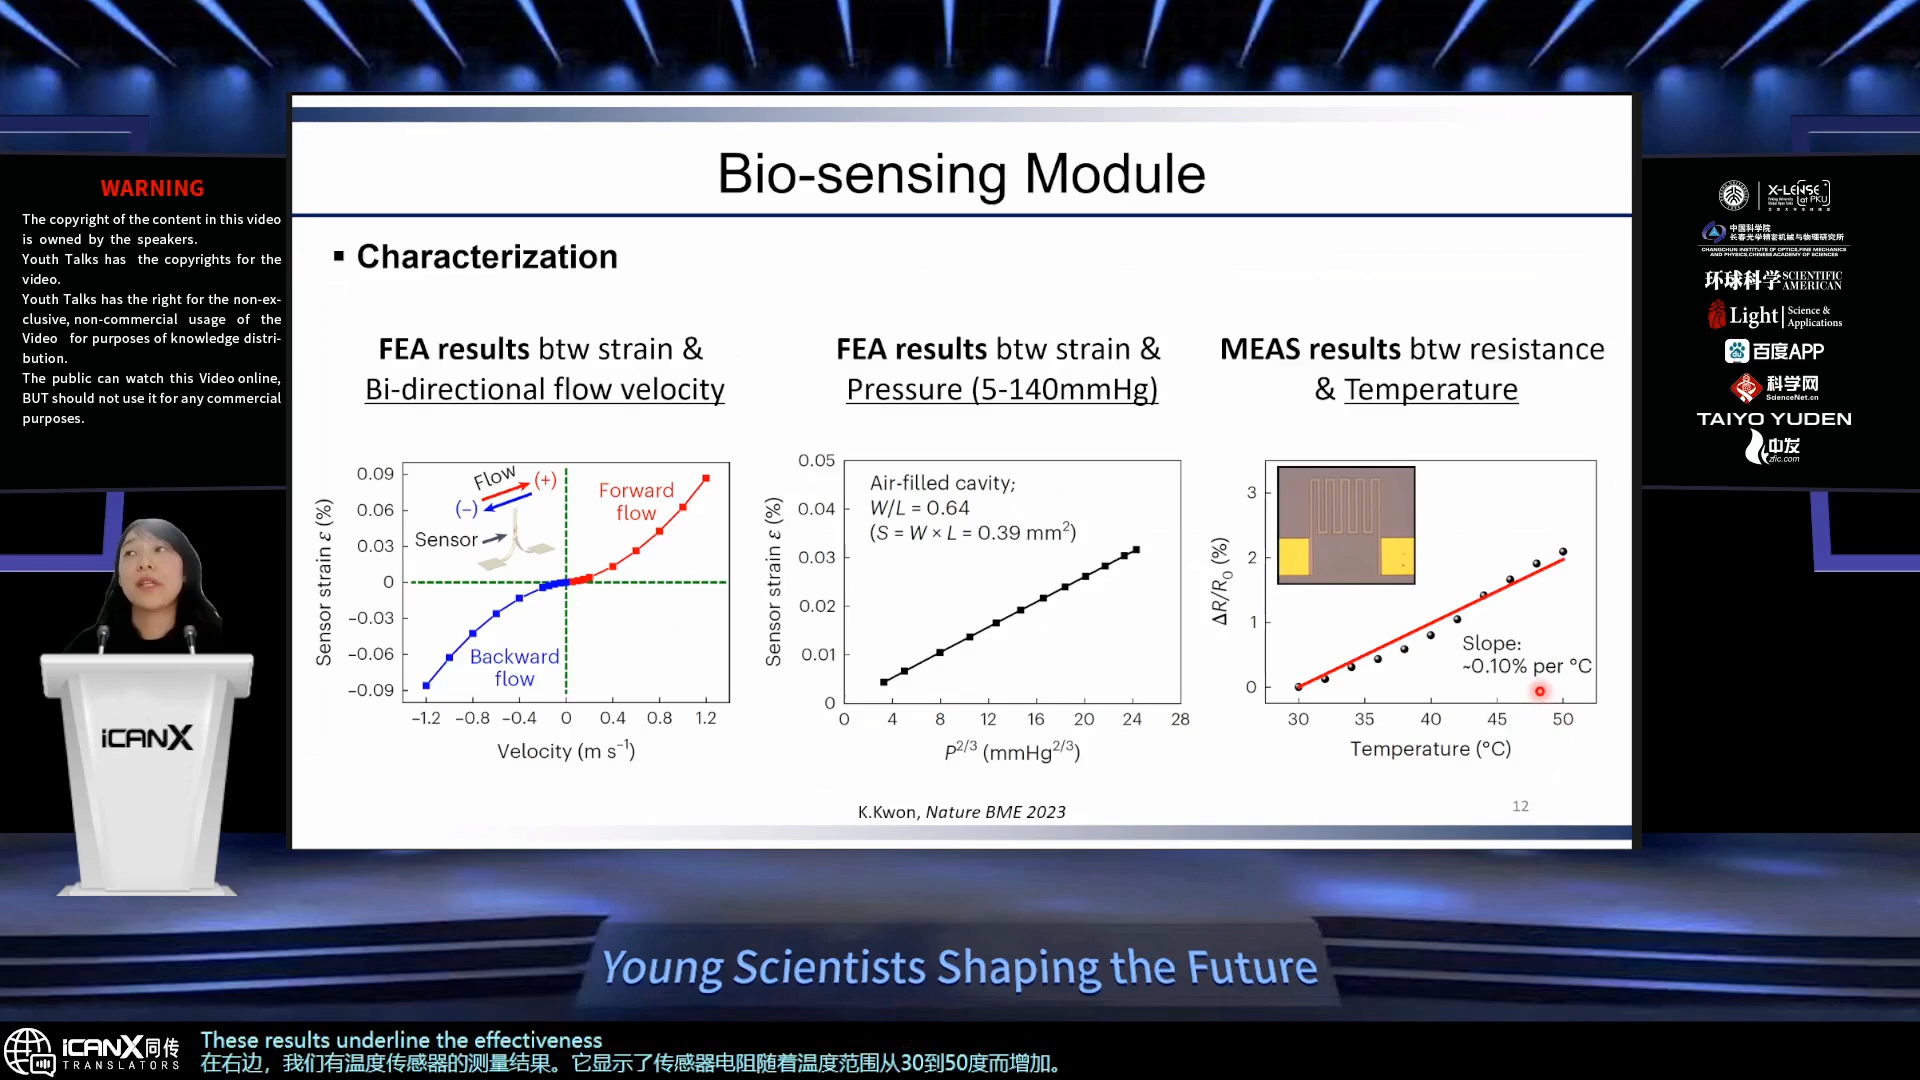 WARNING
The copyright of the content in this video
is owned by the speakers.
Youth Talks has the copyrights for the
video.
Youth Talks has the right for the non-ex-
clusive, non-commercial usage of the
Video for purposes of knowledge distri-
bution.
The public can watch this Video online,
BUT should not use it for any commercial
purposes.
Bio-sensing Module
▪ Characterization
FEA results btw strain &
Bi-directional flow velocity
FEA results btw strain &
Pressure (5-140mmHg)
MEAS results btw resistance
& Temperature
Sensor strain ε (%)
0.09
0.06
0.03
0
−0.03
−0.06
−0.09
Flow
(+)
(−)
Sensor
Forward
flow
Backward
flow
−1.2 −0.8 −0.4 0 0.4 0.8 1.2
Velocity (m s⁻¹)
Sensor strain ε (%)
0.05
0.04
0.03
0.02
0.01
0
Air-filled cavity;
W/L = 0.64
(S = W × L = 0.39 mm²)
0 4 8 12 16 20 24 28
P²ᐟ³ (mmHg²ᐟ³)
ΔR/R₀ (%)
3
2
1
0
Slope:
~0.10% per °C
30 35 40 45 50
Temperature (°C)
K.Kwon, Nature BME 2023
12
X-LENSE
at PKU
中国科学院
长春光学精密机械与物理研究所
CHANGCHUN INSTITUTE OF OPTICS,FINE MECHANICS
AND PHYSICS,CHINESE ACADEMY OF SCIENCES
环球科学 SCIENTIFIC
AMERICAN
Light Science &
Applications
百度APP
科学网
ScienceNet.cn
TAIYO YUDEN
中发
zfic.com
iCANX
Young Scientists Shaping the Future
iCANX同传
TRANSLATORS
These results underline the effectiveness
在右边，我们有温度传感器的测量结果。它显示了传感器电阻随着温度范围从30到50度而增加。